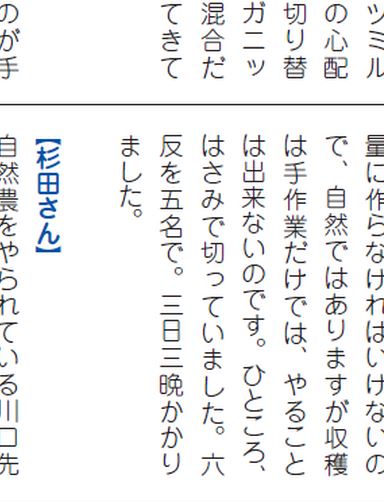 ツミル
の心配
切り替
ガニッ
混合だ
てきて
のが手
量に作らなければいけないの
で、自然ではありますが収穫
は手作業だけでは、やること
は出来ないのです。ひところ、
はさみで切っていました。六
反を五名で。三日三晩かかり
ました。
【杉田さん】
自然農をやられている川口先